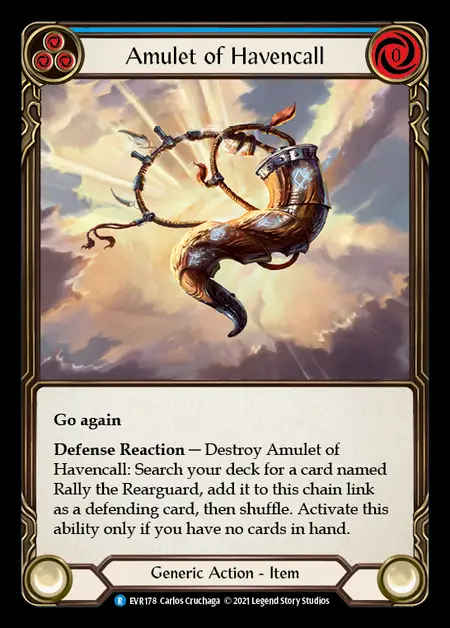 Amulet of Havencall
0
Go again
Defense Reaction — Destroy Amulet of
Havencall: Search your deck for a card named
Rally the Rearguard, add it to this chain link
as a defending card, then shuffle. Activate this
ability only if you have no cards in hand.
Generic Action - Item
R EVR178 Carlos Cruchaga © 2021 Legend Story Studios